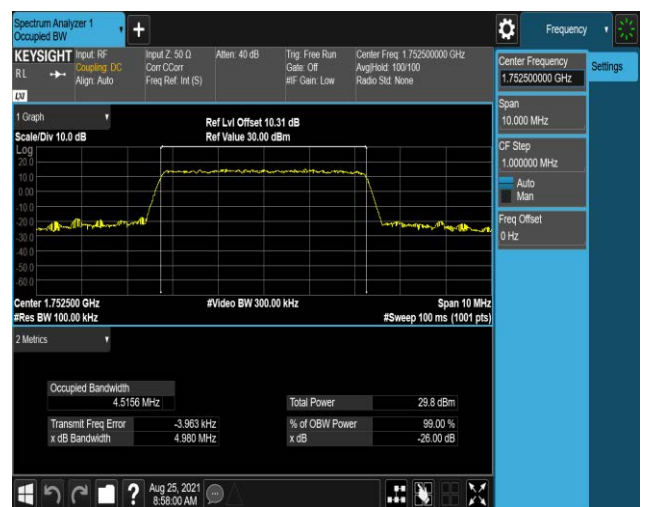 Spectrum Analyzer 1
Occupied BW
+
Frequency
KEYSIGHT
RL
LXI
Input: RF
Coupling: DC
Align: Auto
Input Z: 50 Ω
Corr CCorr
Freq Ref: Int (S)
Atten: 40 dB
Trig: Free Run
Gate: Off
#IF Gain: Low
Center Freq: 1.752500000 GHz
Avg|Hold: 100/100
Radio Std: None
Center Frequency
1.752500000 GHz
Settings
Span
10.000 MHz
CF Step
1.000000 MHz
Auto
Man
Freq Offset
0 Hz
1 Graph
Scale/Div 10.0 dB
Ref Lvl Offset 10.31 dB
Ref Value 30.00 dBm
Log
20.0
10.0
0.00
-10.0
-20.0
-30.0
-40.0
-50.0
-60.0
Center 1.752500 GHz
#Video BW 300.00 kHz
Span 10 MHz
#Res BW 100.00 kHz
#Sweep 100 ms (1001 pts)
2 Metrics
Occupied Bandwidth
4.5156 MHz
Total Power 29.8 dBm
Transmit Freq Error -3.963 kHz
% of OBW Power 99.00 %
x dB Bandwidth 4.980 MHz
x dB -26.00 dB
?
Aug 25, 2021
8:58:00 AM